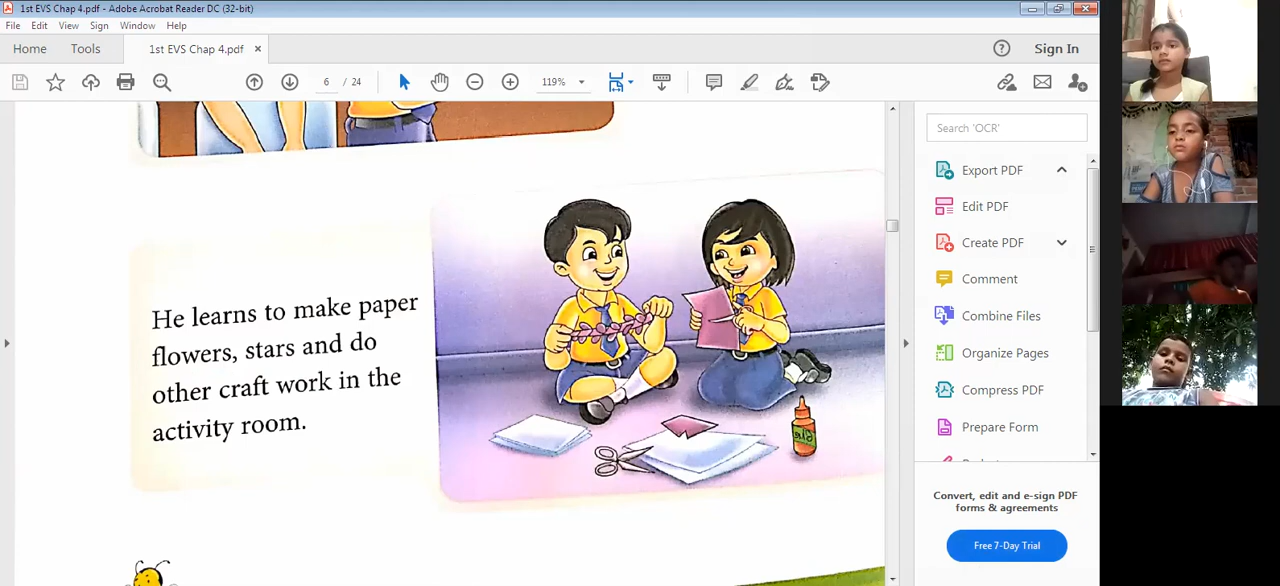 1st EVS Chap 4.pdf - Adobe Acrobat Reader DC (32-bit)
File Edit View Sign Window Help
Home Tools 1st EVS Chap 4.pdf × Sign In
6 / 24 119%
He learns to make paper
flowers, stars and do
other craft work in the
activity room.
Search 'OCR'
Export PDF
Edit PDF
Create PDF
Comment
Combine Files
Organize Pages
Compress PDF
Prepare Form
Convert, edit and e-sign PDF
forms & agreements
Free 7-Day Trial